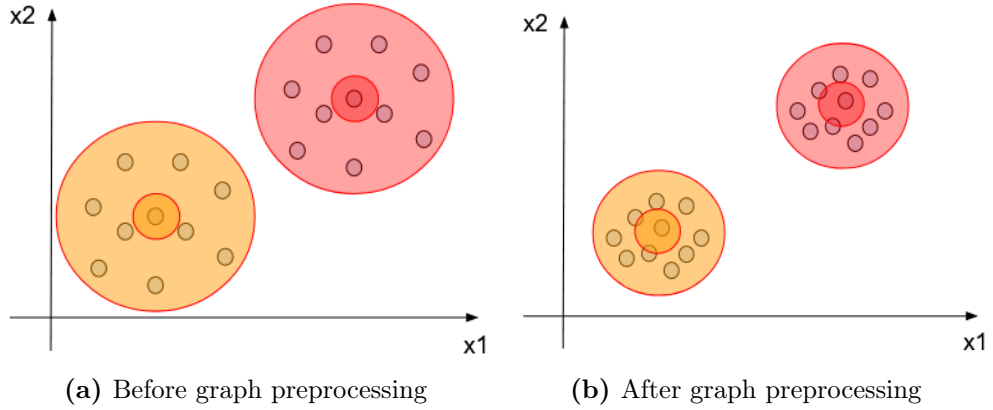 x2
x1
(a) Before graph preprocessing
x2
x1
(b) After graph preprocessing